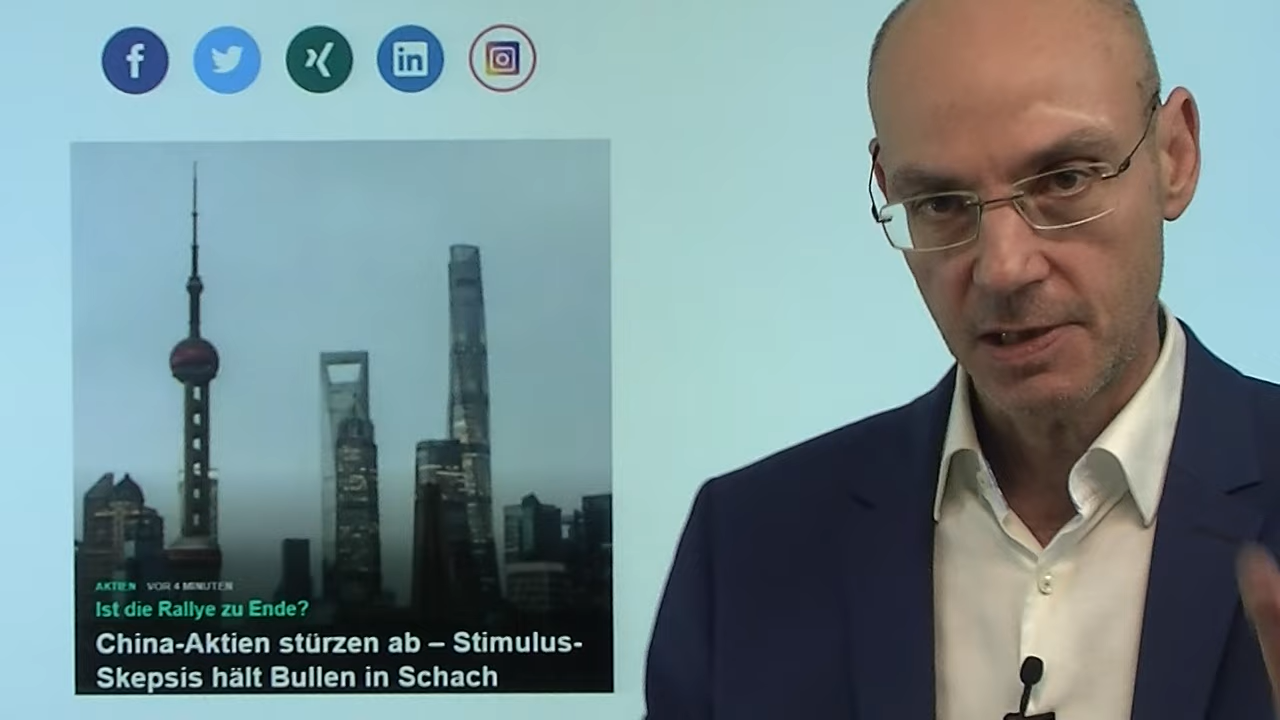 AKTIEN VOR 4 MINUTEN
Ist die Rallye zu Ende?
China-Aktien stürzen ab – Stimulus-
Skepsis hält Bullen in Schach